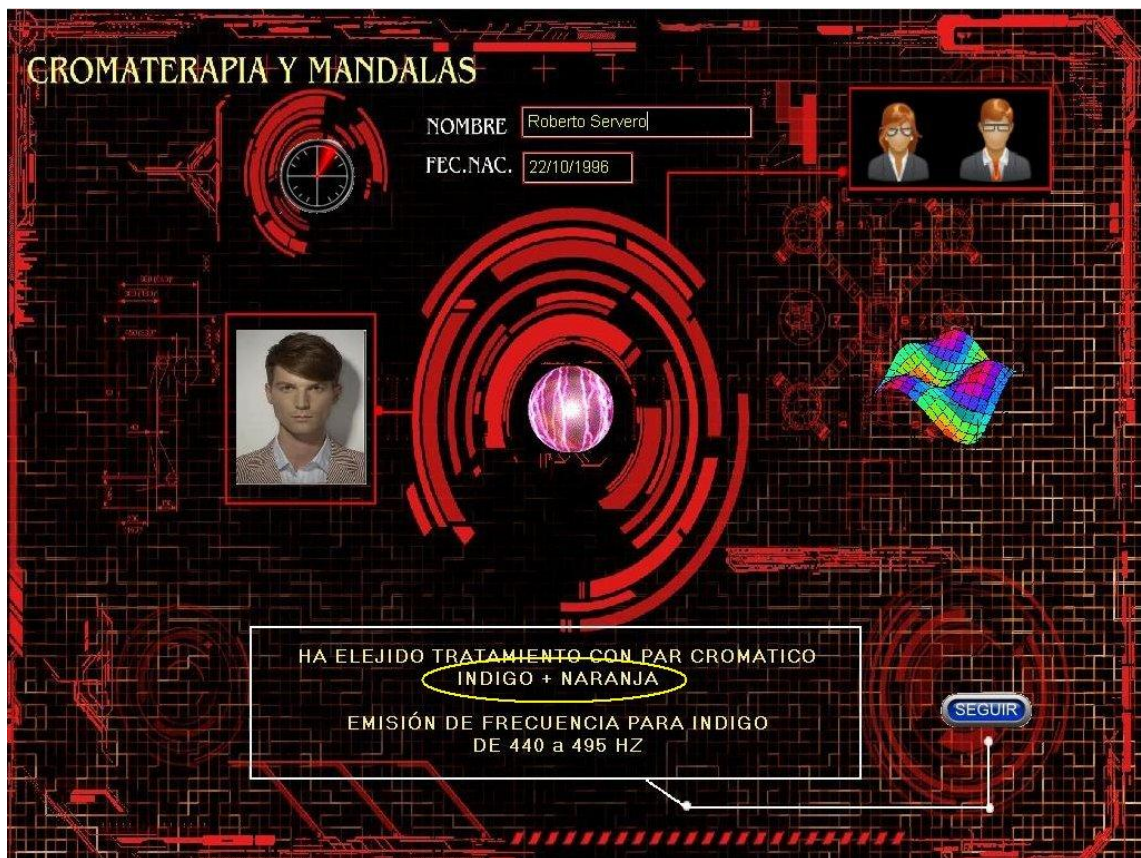 CROMATERAPIA Y MANDALAS
NOMBRE Roberto Servero
FEC.NAC. 22/10/1996
HA ELEJIDO TRATAMIENTO CON PAR CROMATICO
INDIGO + NARANJA
EMISIÓN DE FRECUENCIA PARA INDIGO
DE 440 a 495 HZ
SEGUIR